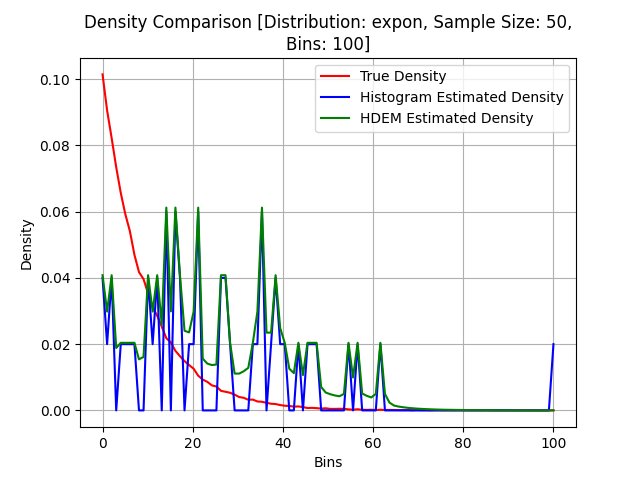 Density Comparison [Distribution: expon, Sample Size: 50,
Bins: 100]
True Density
Histogram Estimated Density
HDEM Estimated Density
Density
0.10
0.08
0.06
0.04
0.02
0.00
0 20 40 60 80 100
Bins